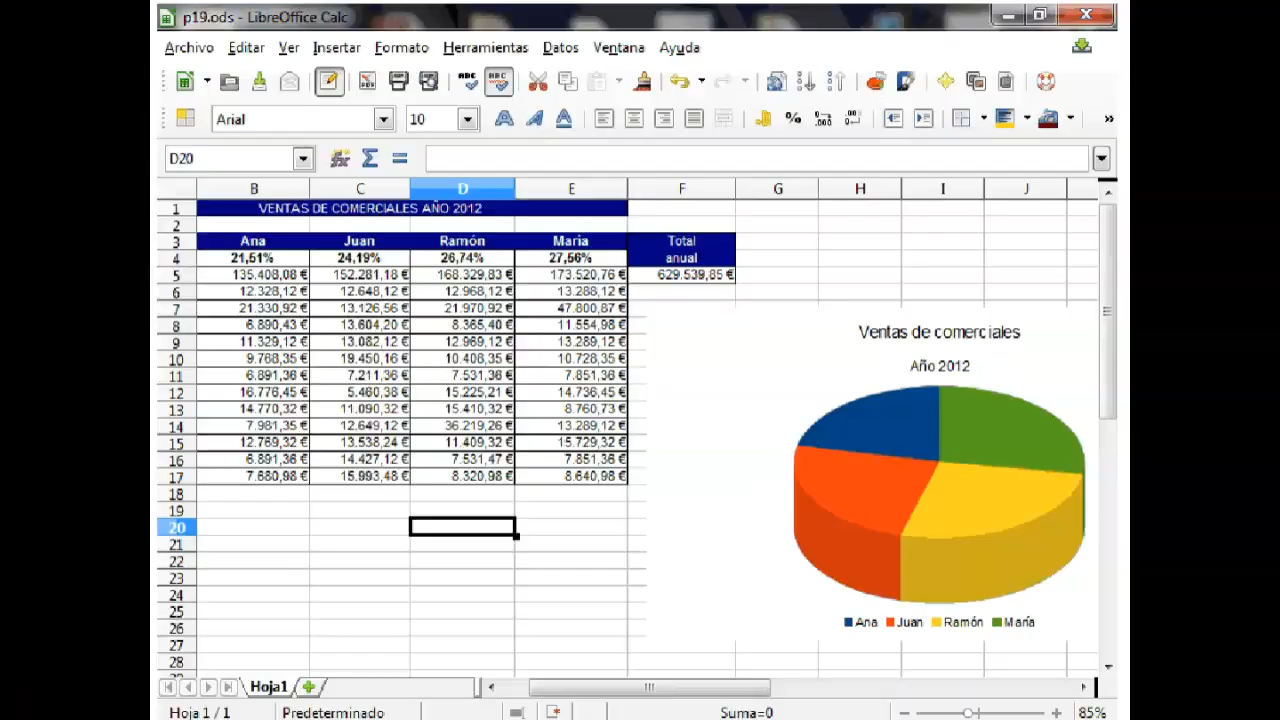 p19.ods - LibreOffice Calc
Archivo Editar Ver Insertar Formato Herramientas Datos Ventana Ayuda
Arial 10
D20
B C D E F G H I J
1 VENTAS DE COMERCIALES AÑO 2012
2
3 Ana Juan Ramón María Total
4 21,51% 24,19% 26,74% 27,56% anual
5 135.408,08 € 152.281,18 € 168.329,83 € 173.520,76 € 629.539,85 €
6 12.328,12 € 12.648,12 € 12.968,12 € 13.288,12 €
7 21.330,92 € 13.126,56 € 21.970,92 € 47.800,87 €
8 6.890,43 € 13.604,20 € 8.365,40 € 11.554,98 €
9 11.329,12 € 13.082,12 € 12.969,12 € 13.289,12 €
10 9.768,35 € 19.450,16 € 10.408,35 € 10.728,35 €
11 6.891,36 € 7.211,36 € 7.531,36 € 7.851,36 €
12 16.776,45 € 5.460,38 € 15.225,21 € 14.736,45 €
13 14.770,32 € 11.090,32 € 15.410,32 € 8.760,73 €
14 7.981,35 € 12.649,12 € 36.219,26 € 13.289,12 €
15 12.769,32 € 13.538,24 € 11.409,32 € 15.729,32 €
16 6.891,36 € 14.427,12 € 7.531,47 € 7.851,36 €
17 7.680,98 € 15.993,48 € 8.320,98 € 8.640,98 €
18
19
20
21
22
23
24
25
26
27
28
Ventas de comerciales
Año 2012
Ana Juan Ramón María
Hoja1
Hoja 1 / 1 Predeterminado Suma=0 85%